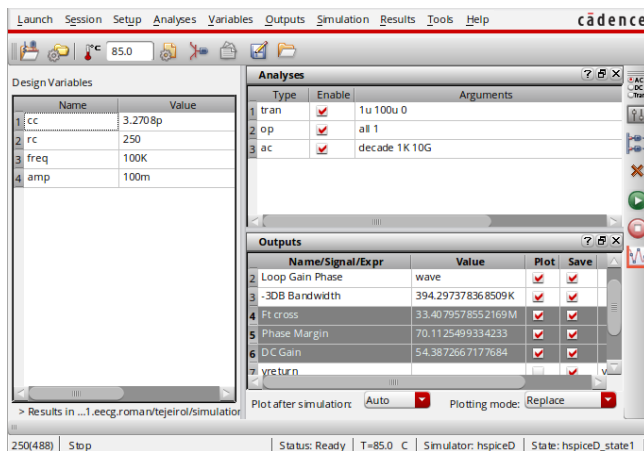 Launch Session Setup Analyses Variables Outputs Simulation Results Tools Help cādence
°C 85.0
Design Variables
Name Value
1 cc 3.2708p
2 rc 250
3 freq 100K
4 amp 100m
> Results in ...1.eecg.roman/tejeirol/simulation
Analyses ? X
Type Enable Arguments
1 tran 1u 100u 0
2 op all 1
3 ac decade 1K 10G
Outputs ? X
Name/Signal/Expr Value Plot Save
2 Loop Gain Phase wave
3 -3DB Bandwidth 394.297378368509K
4 Ft cross 33.4079578552169M
5 Phase Margin 70.1125499334233
6 DC Gain 54.3872667177684
7 vreturn v
Plot after simulation: Auto Plotting mode: Replace
AC
DC
Tran
250(488) Stop Status: Ready T=85.0 C Simulator: hspiceD State: hspiceD_state1